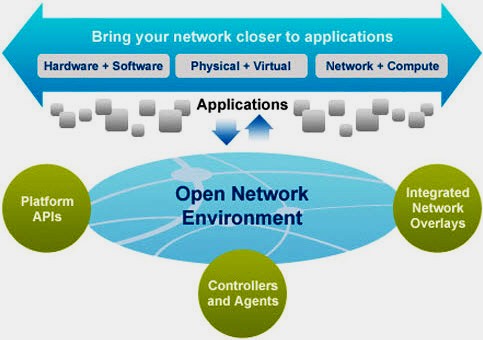 Bring your network closer to applications
Hardware + Software
Physical + Virtual
Network + Compute
Applications
Platform
APIs
Open Network
Environment
Integrated
Network
Overlays
Controllers
and Agents